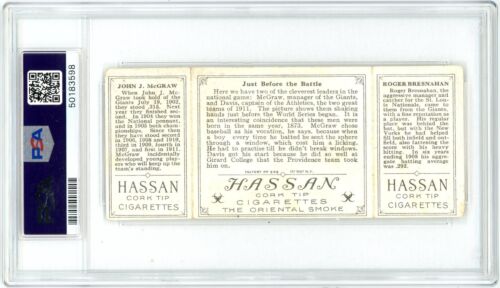 50183598
PSA
JOHN J. McGRAW
When John J. Mc-
Graw took hold of the
Giants July 19, 1902,
they stood .315. Next
year they finished sec-
ond. In 1904 they won
the National pennant,
and in 1905 both cham-
pionships. Since then
they have stood second
in 1906, 1908 and 1910,
third in 1909, fourth in
1907, and winning in
1911. McGraw
incidentally
developed young play-
ers who will keep up the
team's standing.
HASSAN
CORK TIP
CIGARETTES
Just Before the Battle
Here we have two of the cleverest leaders in the
national game: McGraw, manager of the Giants,
and Davis, captain of the Athletics, the two great
teams of 1911. The picture shows them shaking
hands just before the World Series began. It is
an interesting coincidence that these men were
born in the same year, 1873. McGraw chose
baseball as his vocation, he says, because when
a boy every time he batted he sent the sphere
through a window, which cost him a licking.
He had to practise till he didn't break windows.
Davis got his start because he did so well at
Girard College that the Providence team took
him on.
FACTORY Nº 649 1ST DIST. N.Y.
HASSAN
CORK TIP
CIGARETTES
THE ORIENTAL SMOKE
ROGER BRESNAHAN
Roger Bresnahan, the
aggressive manager and
catcher for the St. Lou-
is Nationals, came from
the Giants, with
a fine reputation as
a player. His regular
place was behind the
bat, but with the New
Yorks he had helped
fill both infield and out-
field, also fattening the
score with his heavy
hitting. In ten years
ending 1909 his aggre-
gate batting average
was .292.
HASSAN
CORK TIP
CIGARETTES